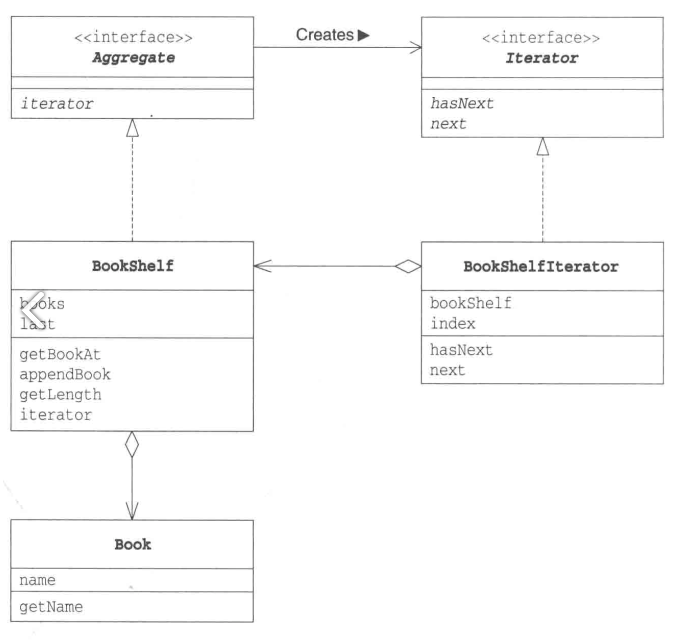 <<interface>>
Aggregate
iterator
Creates▶
<<interface>>
Iterator
hasNext
next
BookShelf
books
last
getBookAt
appendBook
getLength
iterator
BookShelfIterator
bookShelf
index
hasNext
next
Book
name
getName